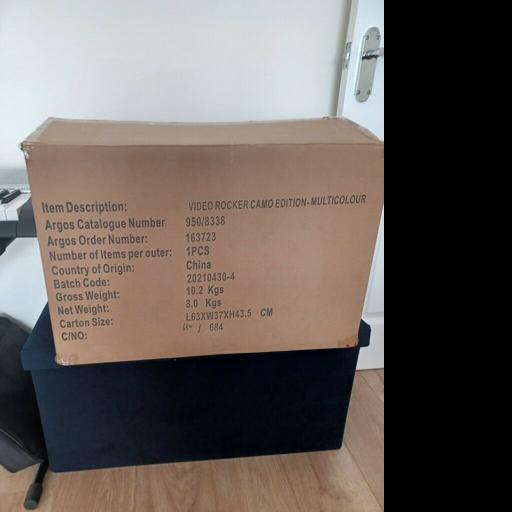 Item Description: VIDEO ROCKER CAMO EDITION- MULTICOLOUR
Argos Catalogue Number 950/8338
Argos Order Number: 163723
Number of Items per outer: 1PCS
Country of Origin: China
Batch Code: 20210430-4
Gross Weight: 10.2 Kgs
Net Weight: 8.0 Kgs
Carton Size: L63XW37XH43.5 CM
C/NO: / 684